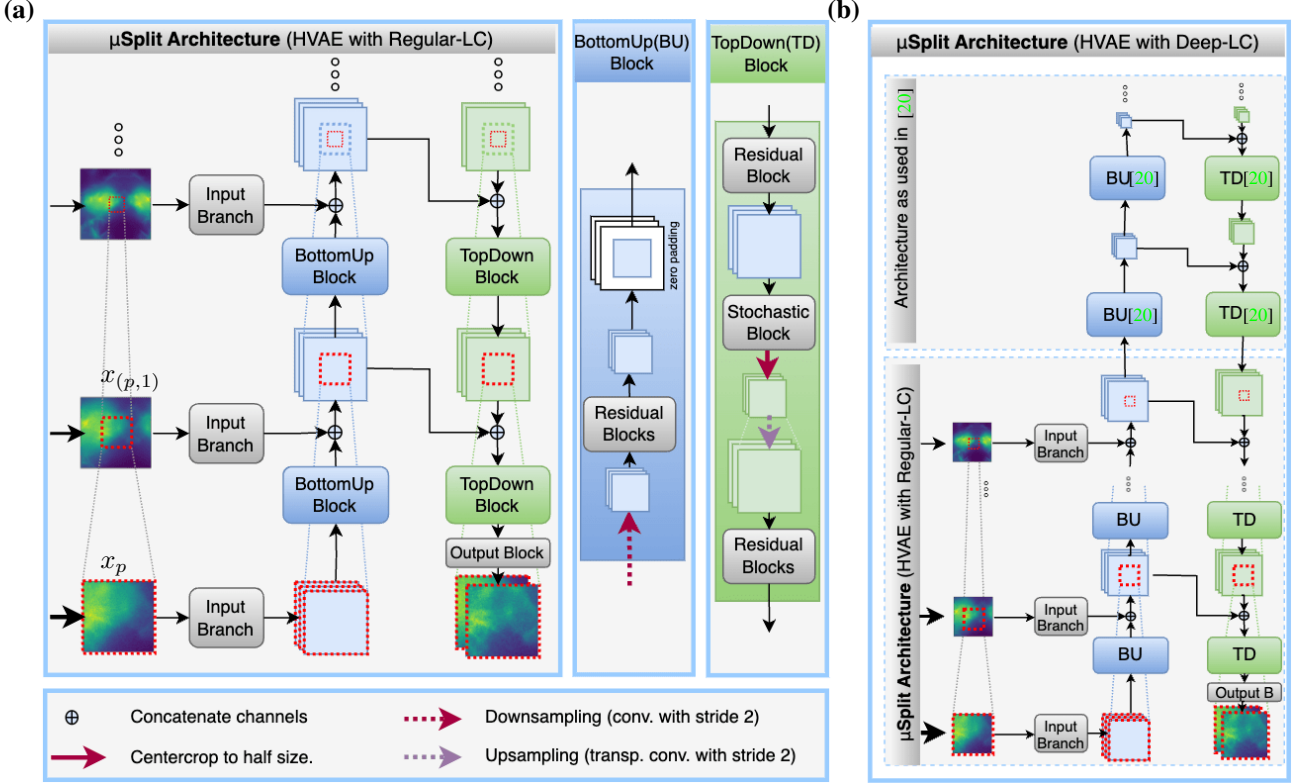 (a)
μSplit Architecture (HVAE with Regular-LC)
Input
Branch
BottomUp
Block
TopDown
Block
x(p,1)
Input
Branch
BottomUp
Block
TopDown
Block
Output Block
xp
Input
Branch
BottomUp(BU)
Block
zero padding
Residual
Blocks
TopDown(TD)
Block
Residual
Block
Stochastic
Block
Residual
Blocks
Concatenate channels
Centercrop to half size.
Downsampling (conv. with stride 2)
Upsampling (transp. conv. with stride 2)
(b)
μSplit Architecture (HVAE with Deep-LC)
Architecture as used in [20]
BU[20]
TD[20]
BU[20]
TD[20]
μSplit Architecture (HVAE with Regular-LC)
Input
Branch
BU
TD
Input
Branch
BU
TD
Output B
Input
Branch